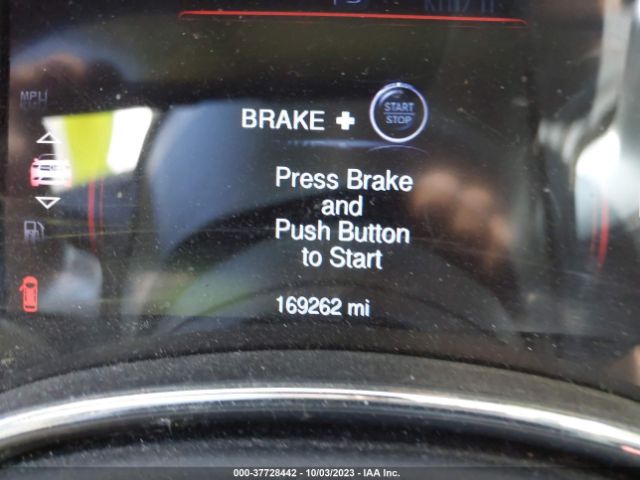 MPH
BRAKE + START
STOP
Press Brake
and
Push Button
to Start
169262 mi
000-37728442 - 10/03/2023 - IAA Inc.